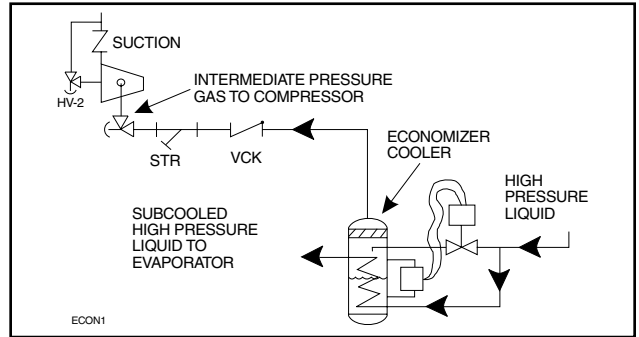 SUCTION
INTERMEDIATE PRESSURE
GAS TO COMPRESSOR
HV-2
STR
VCK
ECONOMIZER
COOLER
HIGH
PRESSURE
LIQUID
SUBCOOLED
HIGH PRESSURE
LIQUID TO
EVAPORATOR
ECON1